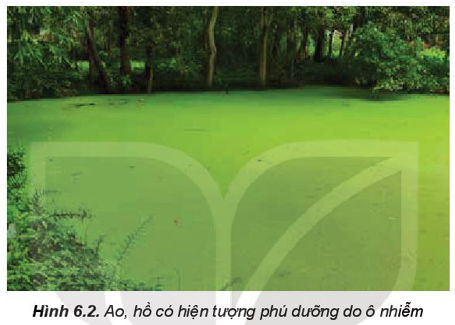 Hình 6.2. Ao, hồ có hiện tượng phú dưỡng do ô nhiễm